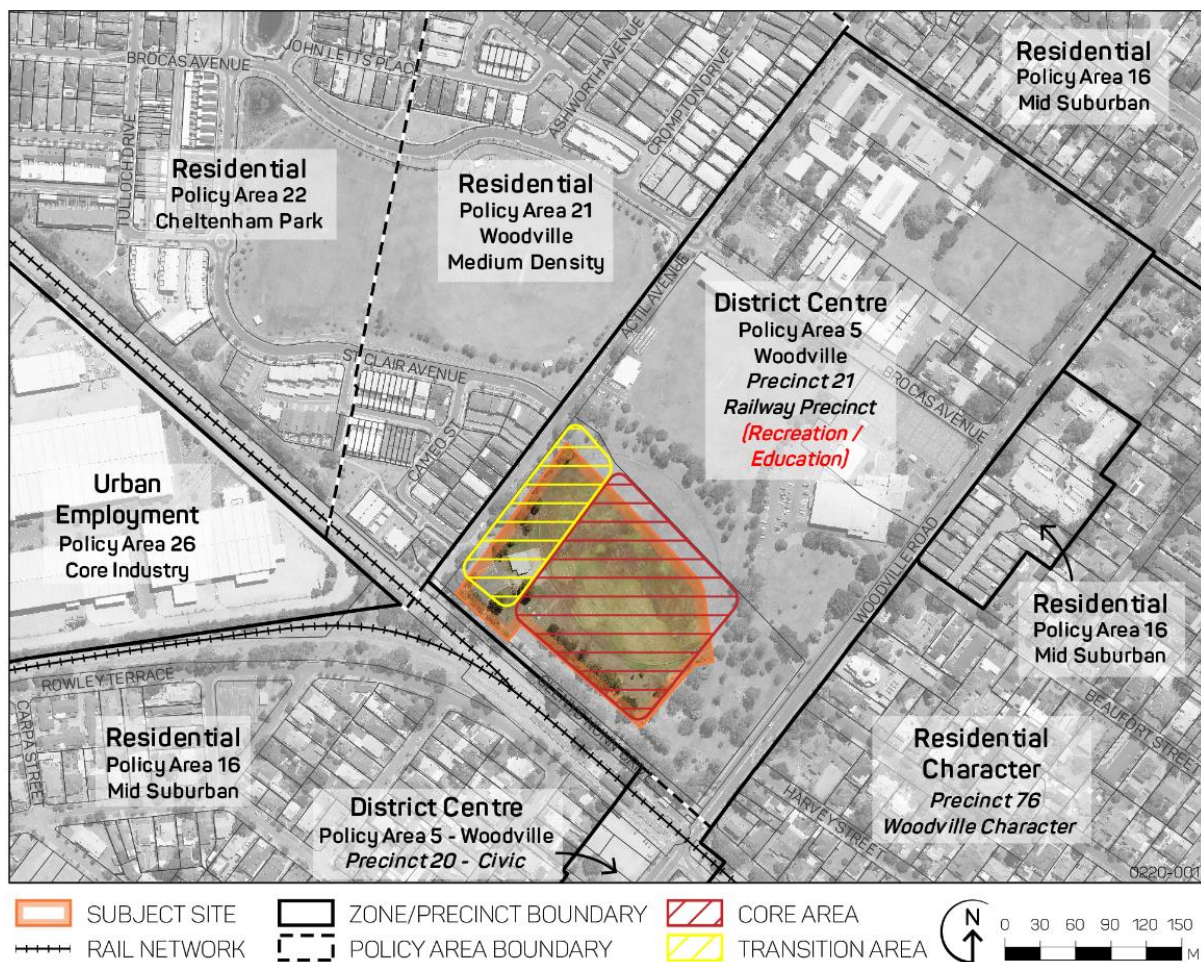 JOHN LETTS PLACE
BROCAS AVENUE
ASHWORTH AVENUE
CROMPTON DRIVE
TULOCH DRIVE
Residential
Policy Area 16
Mid Suburban
Residential
Policy Area 22
Cheltenham Park
Residential
Policy Area 21
Woodville
Medium Density
ACTIL AVENUE
District Centre
Policy Area 5
Woodville
Precinct 21
Railway Precinct
(Recreation /
Education)
BROCAS AVENUE
ST CLAIR AVENUE
CAMEO ST
Urban
Employment
Policy Area 26
Core Industry
WOODVILLE ROAD
Residential
Policy Area 16
Mid Suburban
ROWLEY TERRACE
CARPA STREET
BEAUFORT STREET
Residential
Policy Area 16
Mid Suburban
Residential
Character
Precinct 76
Woodville Character
HARVEY STREET
District Centre
Policy Area 5 - Woodville
Precinct 20 - Civic
0220-001
SUBJECT SITE
ZONE/PRECINCT BOUNDARY
CORE AREA
RAIL NETWORK
POLICY AREA BOUNDARY
TRANSITION AREA
N
0 30 60 90 120 150
M